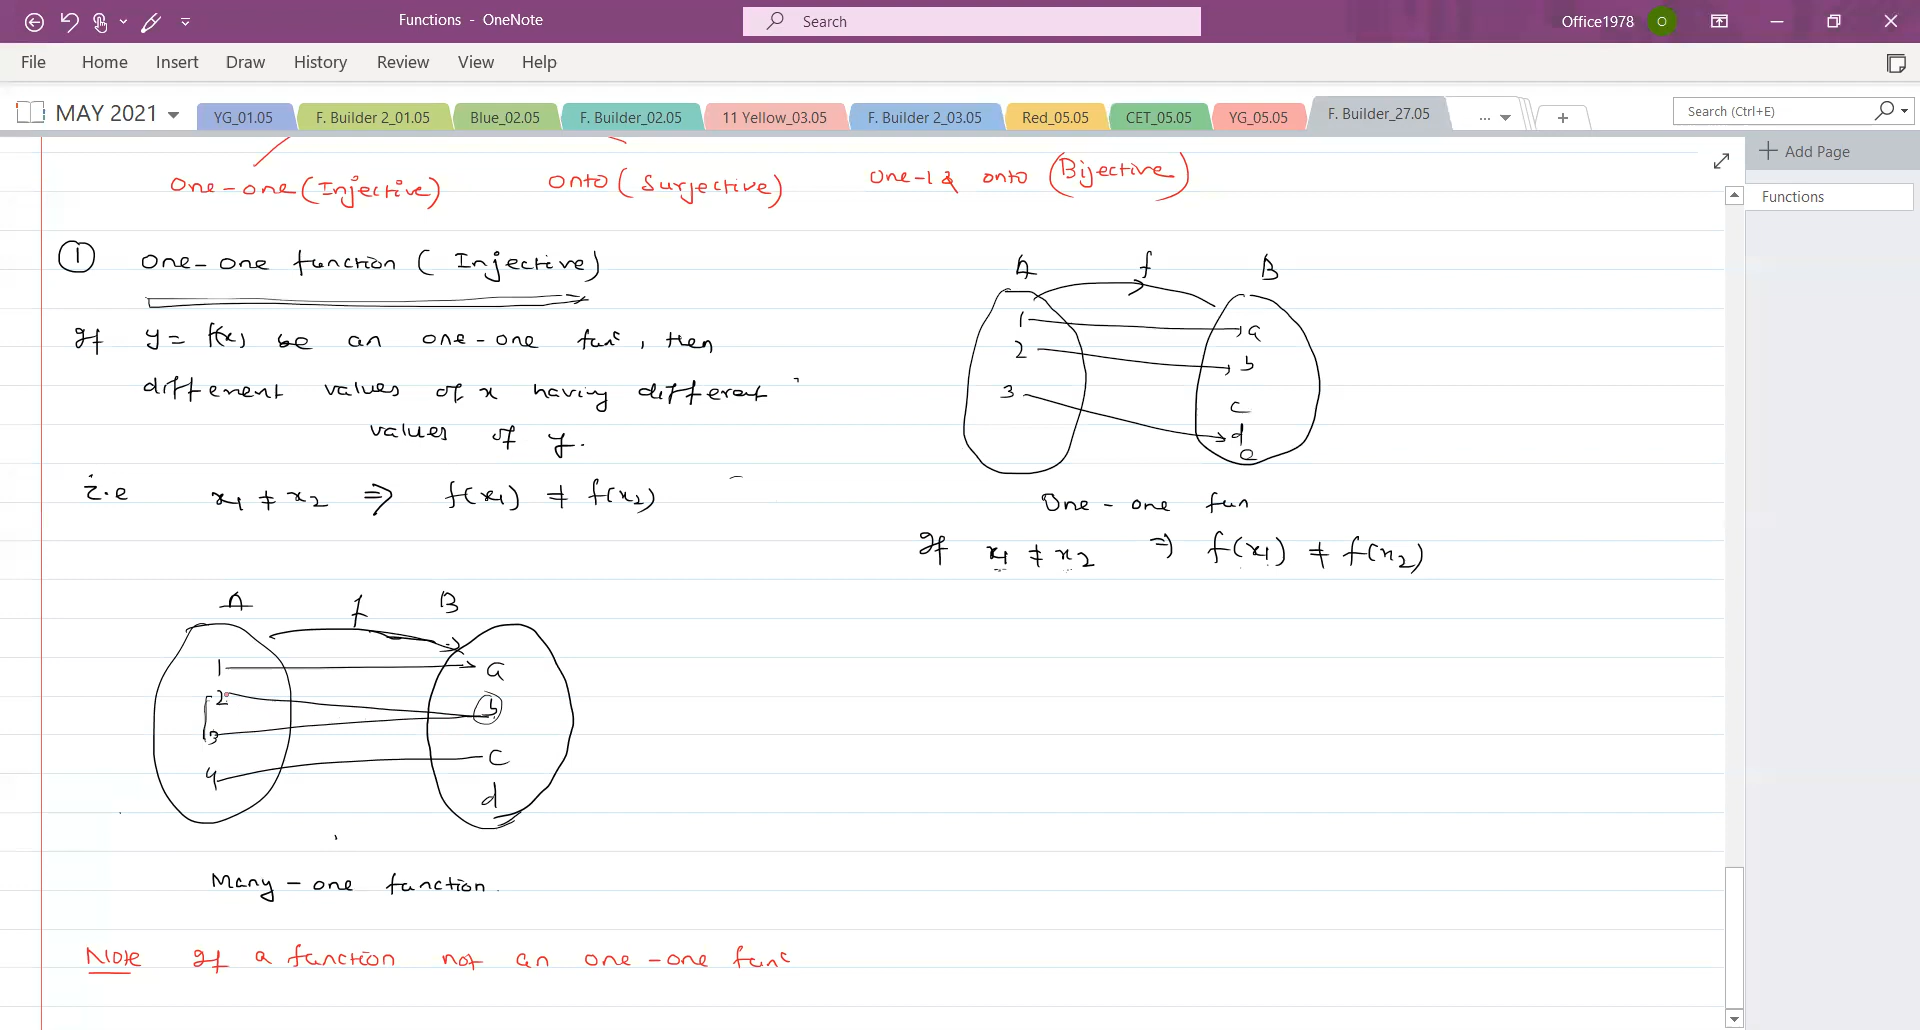 Functions - OneNote
Search
Office1978
O
File Home Insert Draw History Review View Help
MAY 2021
YG_01.05 F. Builder 2_01.05 Blue_02.05 F. Builder_02.05 11 Yellow_03.05 F. Builder 2_03.05 Red_05.05 CET_05.05 YG_05.05 F. Builder_27.05 ...
Search (Ctrl+E)
Add Page
Functions
One-one (Injective) Onto (Surjective) One-1 & onto (Bijective)
① One-one function (Injective)
If y = f(x) be an one-one func, then
different values of x having different
values of y.
i.e x1 ≠ x2 ⇒ f(x1) ≠ f(x2)
A f B
1 a
2 b
3 c
d
e
One-one fun
If x1 ≠ x2 ⇒ f(x1) ≠ f(x2)
A f B
1 a
2 b
3
4 c
d
Many-one function.
Note If a function not an one-one func